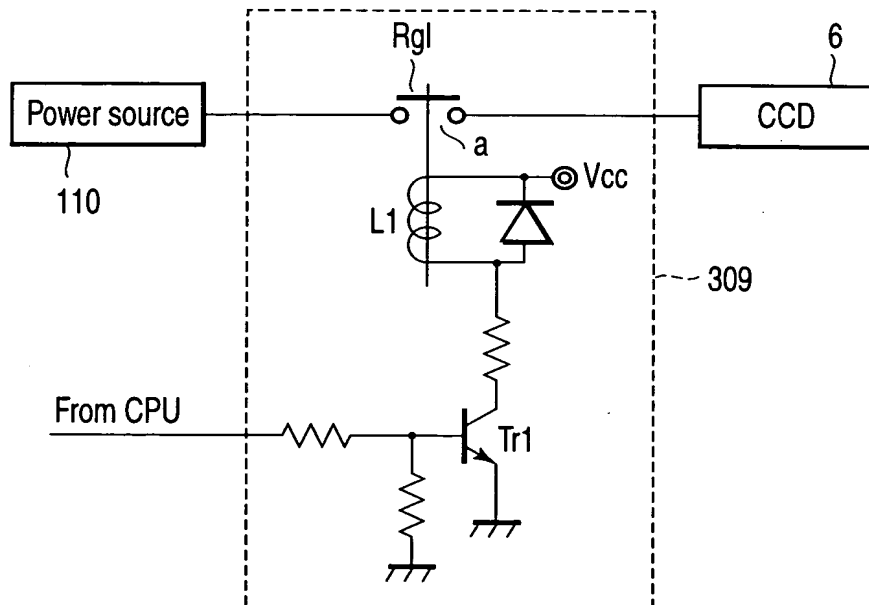 Rgl
6
Power source
CCD
a
110
Vcc
L1
309
From CPU
Tr1